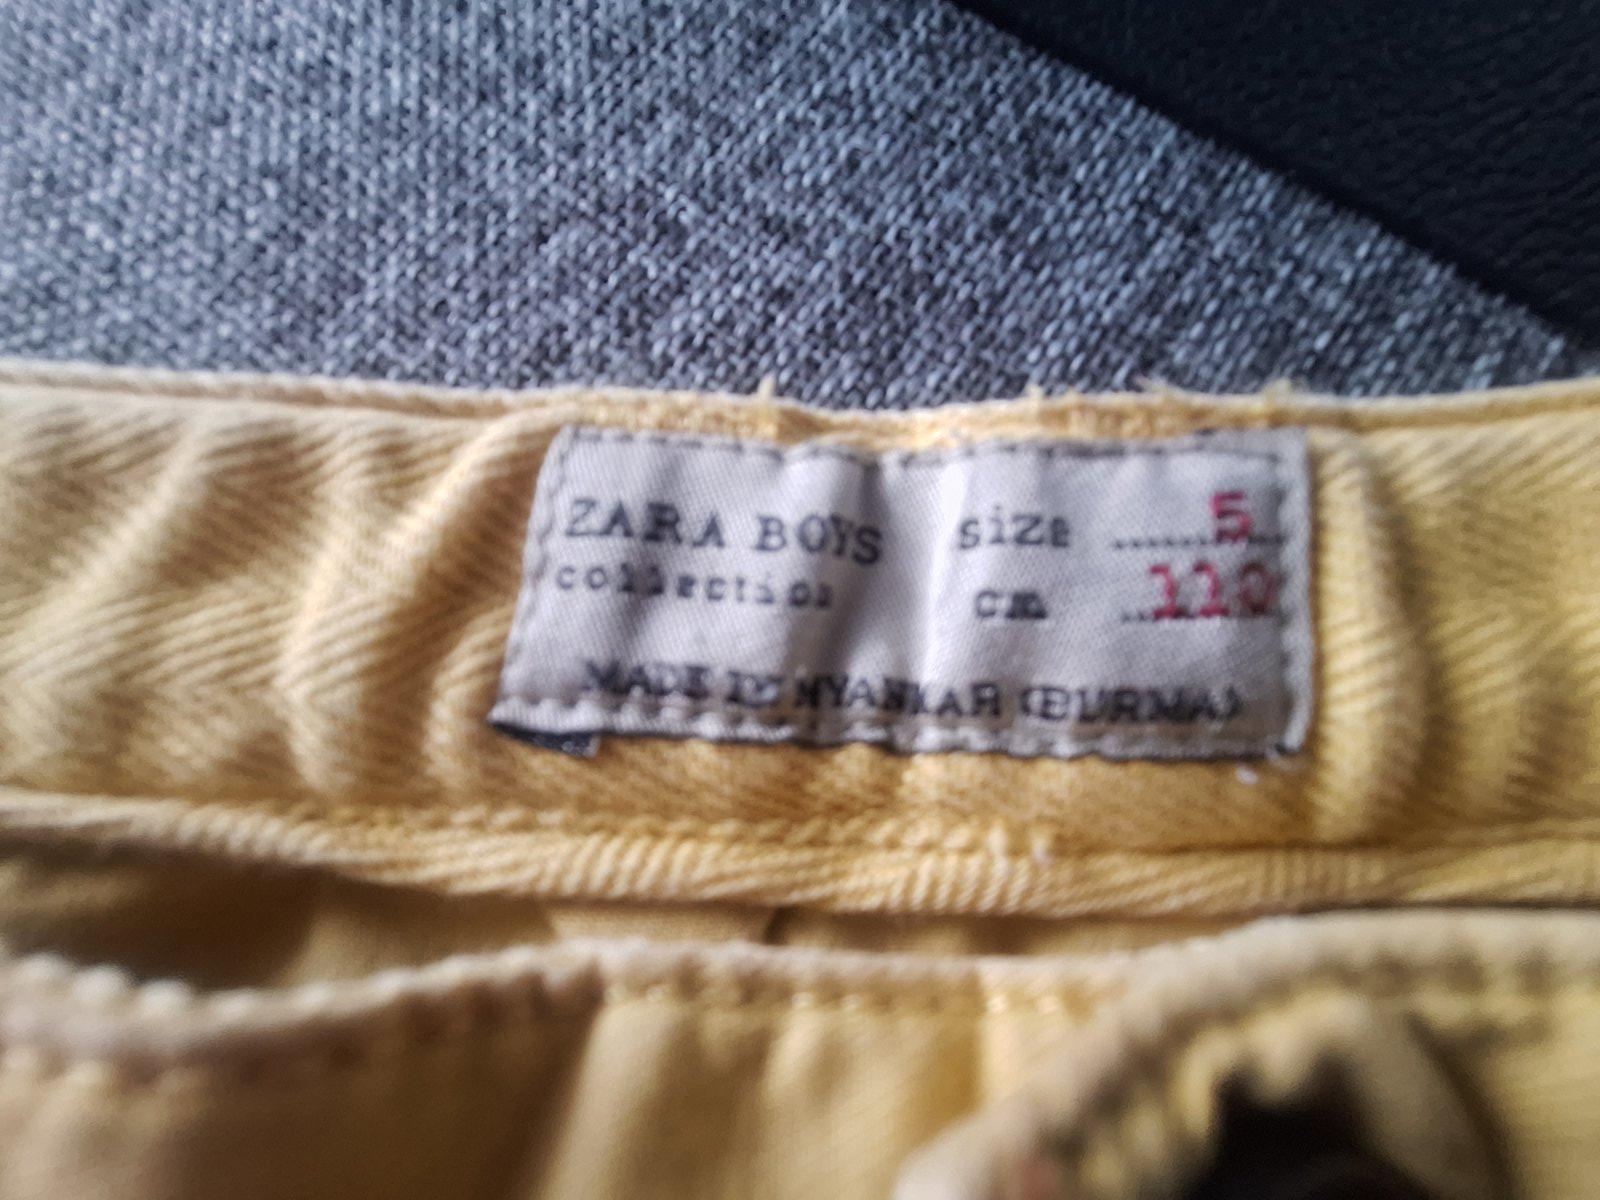 ZARA BOYS size ........5..
collection cm ..110
MADE IN MYANMAR (BURMA)